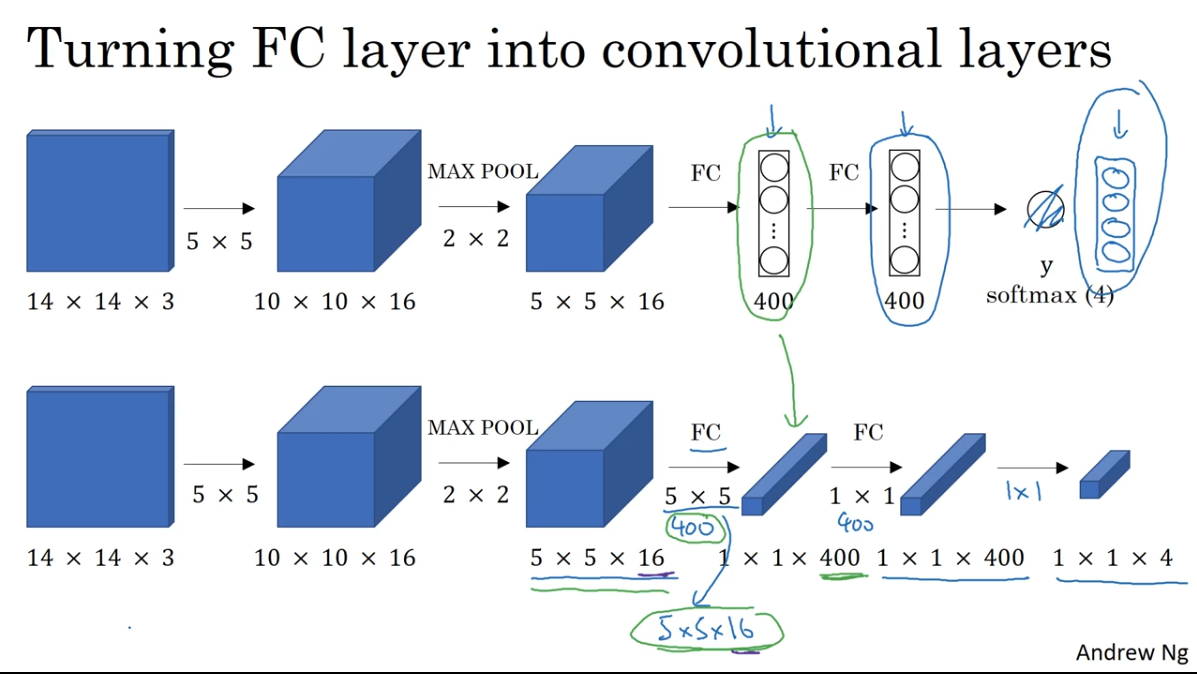 Turning FC layer into convolutional layers
MAX POOL
FC
FC
5 × 5
2 × 2
⋮
⋮
y
14 × 14 × 3
10 × 10 × 16
5 × 5 × 16
400
400
softmax (4)
MAX POOL
FC
FC
5 × 5
2 × 2
5 × 5
1 × 1
1×1
400
400
14 × 14 × 3
10 × 10 × 16
5 × 5 × 16
1 × 1 × 400
1 × 1 × 400
1 × 1 × 4
5×5×16
Andrew Ng